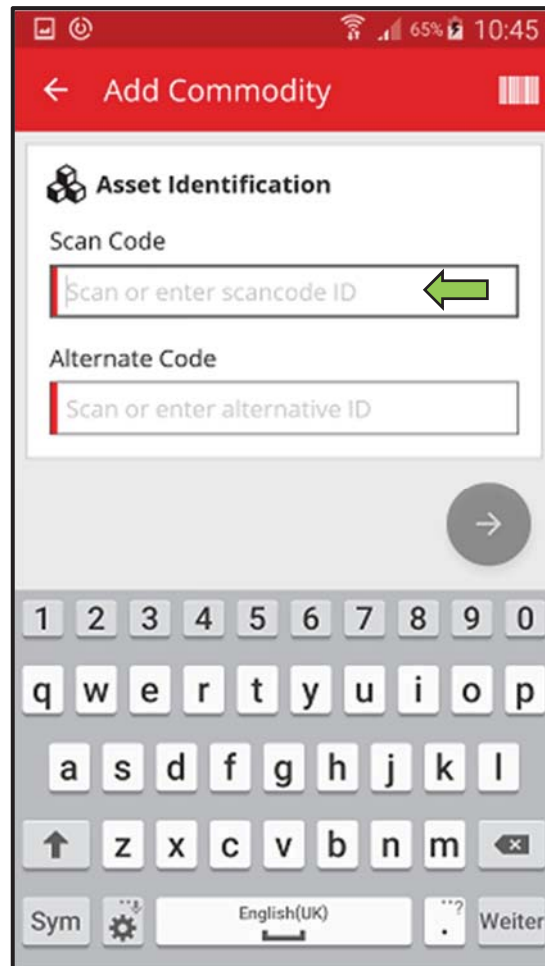 65% 10:45
Add Commodity
Asset Identification
Scan Code
Scan or enter scancode ID
Alternate Code
Scan or enter alternative ID
1 2 3 4 5 6 7 8 9 0
q w e r t y u i o p
a s d f g h j k l
z x c v b n m
Sym English(UK) . ? Weiter